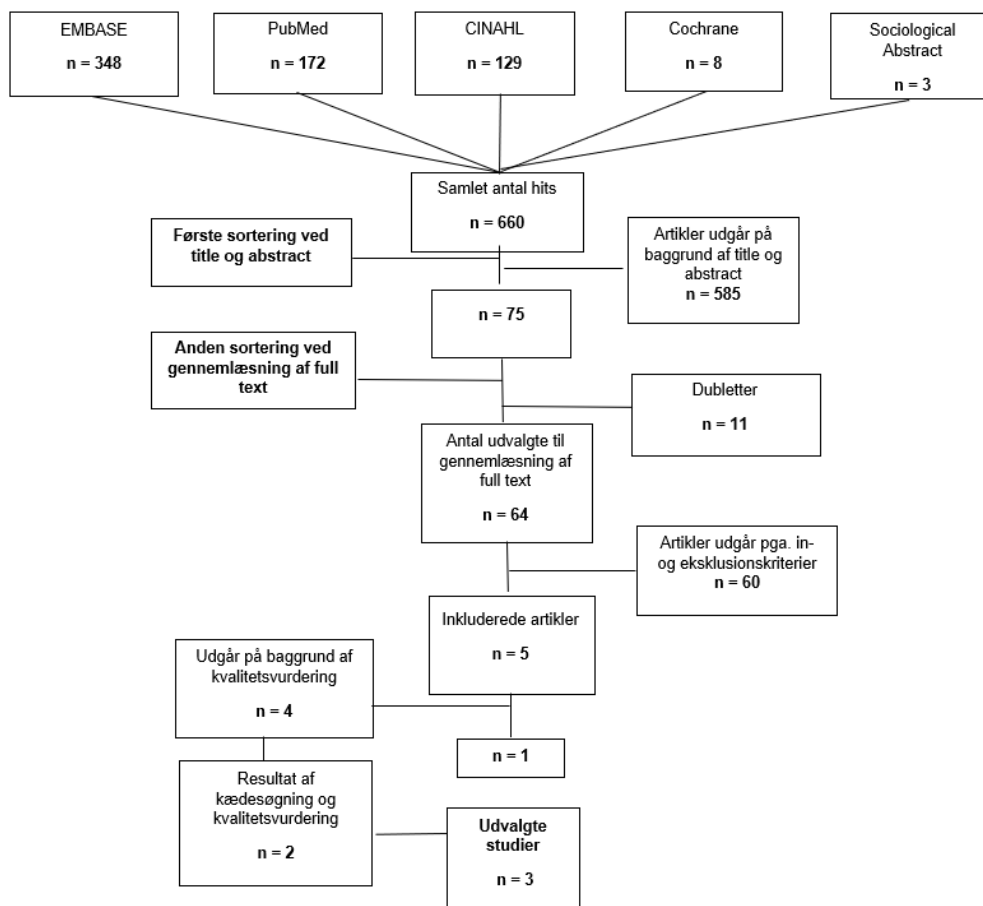 EMBASE
n = 348
PubMed
n = 172
CINAHL
n = 129
Cochrane
n = 8
Sociological
Abstract
n = 3
Samlet antal hits
n = 660
Første sortering ved
title og abstract
Artikler udgår på
baggrund af title og
abstract
n = 585
n = 75
Anden sortering ved
gennemlæsning af full
text
Dubletter
n = 11
Antal udvalgte til
gennemlæsning af
full text
n = 64
Artikler udgår pga. in-
og eksklusionskriterier
n = 60
Inkluderede artikler
n = 5
Udgår på baggrund af
kvalitetsvurdering
n = 4
n = 1
Resultat af
kædesøgning og
kvalitetsvurdering
n = 2
Udvalgte
studier
n = 3